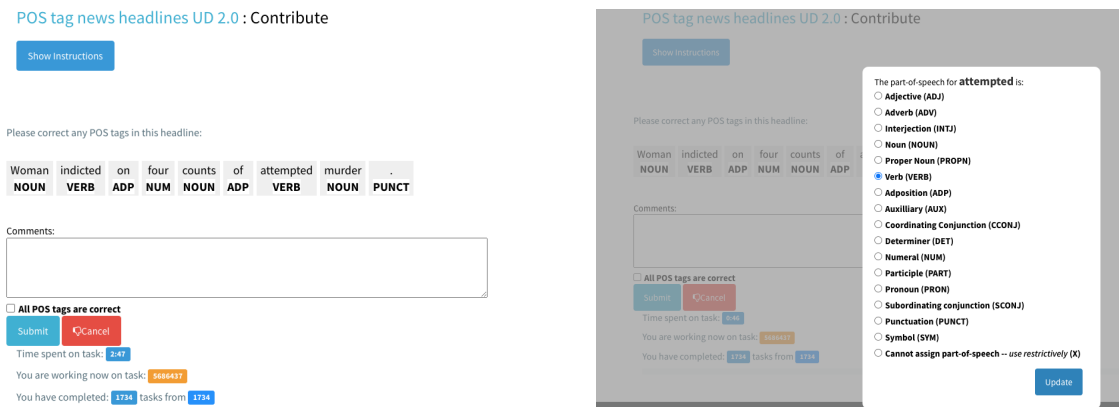 POS tag news headlines UD 2.0 : Contribute
Show Instructions
Please correct any POS tags in this headline:
Woman indicted on four counts of attempted murder .
NOUN VERB ADP NUM NOUN ADP VERB NOUN PUNCT
Comments:
All POS tags are correct
Submit Cancel
Time spent on task: 2:47
You are working now on task: 5686437
You have completed: 1734 tasks from 1734
POS tag news headlines UD 2.0 : Contribute
Show Instructions
Please correct any POS tags in this headline:
Woman indicted on four counts of
NOUN VERB ADP NUM NOUN ADP
Comments:
All POS tags are correct
Submit Cancel
Time spent on task: 0:46
You are working now on task: 5686437
You have completed: 1734 tasks from 1734
The part-of-speech for attempted is:
Adjective (ADJ)
Adverb (ADV)
Interjection (INTJ)
Noun (NOUN)
Proper Noun (PROPN)
Verb (VERB)
Adposition (ADP)
Auxilliary (AUX)
Coordinating Conjunction (CCONJ)
Determiner (DET)
Numeral (NUM)
Participle (PART)
Pronoun (PRON)
Subordinating conjunction (SCONJ)
Punctuation (PUNCT)
Symbol (SYM)
Cannot assign part-of-speech -- use restrictively (X)
Update